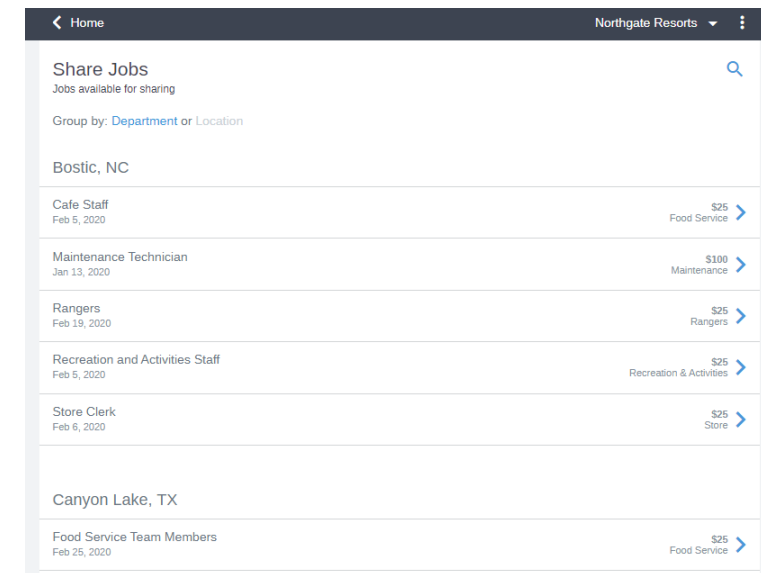 Home
Northgate Resorts
Share Jobs
Jobs available for sharing
Group by: Department or Location
Bostic, NC
Cafe Staff
Feb 5, 2020
$25
Food Service
Maintenance Technician
Jan 13, 2020
$100
Maintenance
Rangers
Feb 19, 2020
$25
Rangers
Recreation and Activities Staff
Feb 5, 2020
$25
Recreation & Activities
Store Clerk
Feb 6, 2020
$25
Store
Canyon Lake, TX
Food Service Team Members
Feb 25, 2020
$25
Food Service